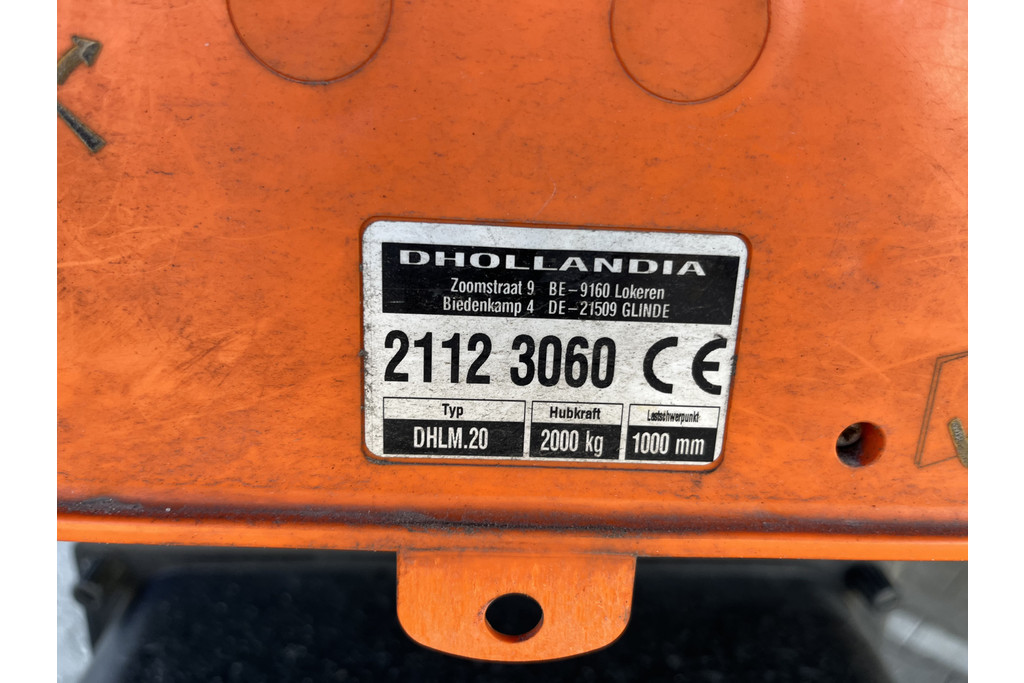 DHOLLANDIA
Zoomstraat 9 BE-9160 Lokeren
Biedenkamp 4 DE-21509 GLINDE
2112 3060 CE
Typ Hubkraft Lastschwerpunkt
DHLM.20 2000 kg 1000 mm